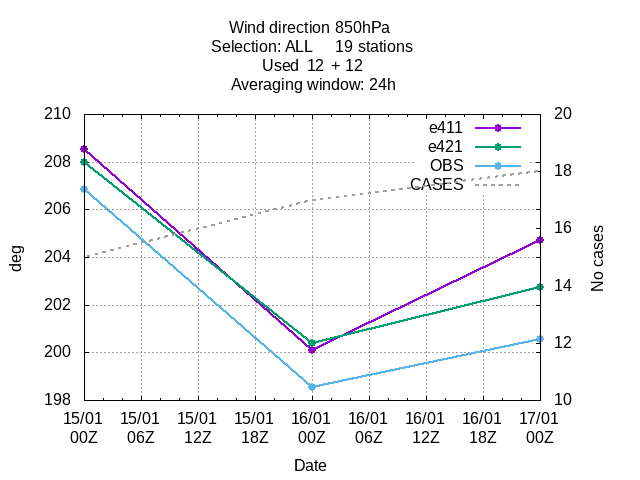 Wind direction 850hPa
Selection: ALL 19 stations
Used 12 + 12
Averaging window: 24h
210
208
206
204
202
200
198
deg
20
18
16
14
12
10
No cases
e411
e421
OBS
CASES
15/01 15/01 15/01 15/01 16/01 16/01 16/01 16/01 17/01
00Z 06Z 12Z 18Z 00Z 06Z 12Z 18Z 00Z
Date